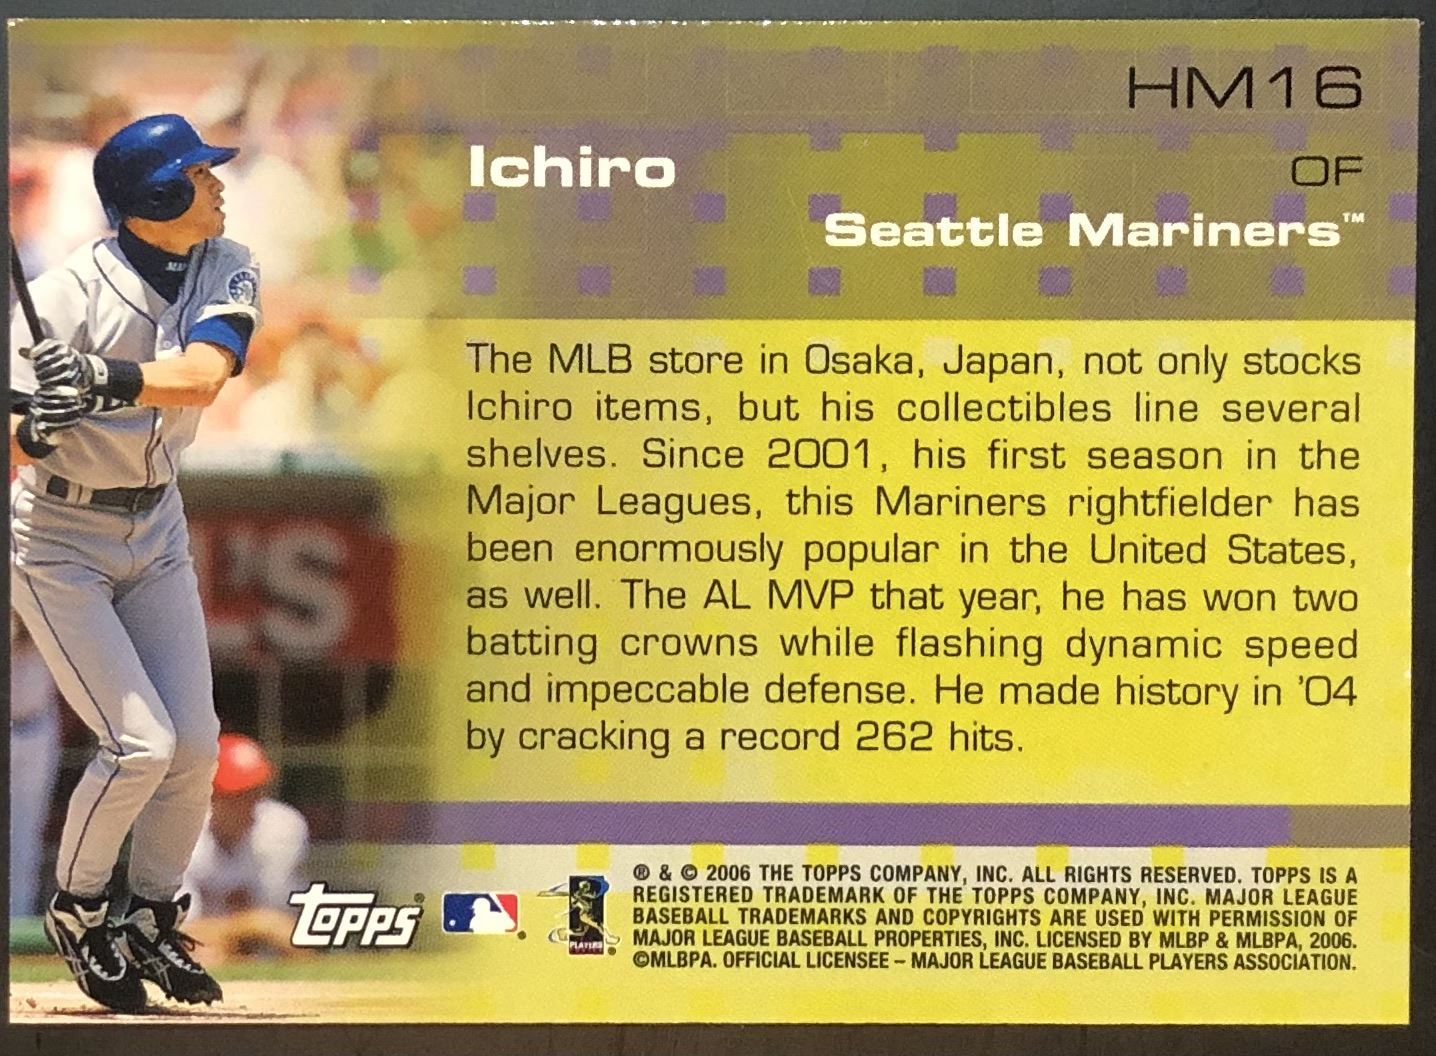 HM16
Ichiro
OF
Seattle Mariners™
The MLB store in Osaka, Japan, not only stocks
Ichiro items, but his collectibles line several
shelves. Since 2001, his first season in the
Major Leagues, this Mariners rightfielder has
been enormously popular in the United States,
as well. The AL MVP that year, he has won two
batting crowns while flashing dynamic speed
and impeccable defense. He made history in '04
by cracking a record 262 hits.
'S
Topps®
PLAYERS
® & © 2006 THE TOPPS COMPANY, INC. ALL RIGHTS RESERVED. TOPPS IS A
REGISTERED TRADEMARK OF THE TOPPS COMPANY, INC. MAJOR LEAGUE
BASEBALL TRADEMARKS AND COPYRIGHTS ARE USED WITH PERMISSION OF
MAJOR LEAGUE BASEBALL PROPERTIES, INC. LICENSED BY MLBP & MLBPA, 2006.
©MLBPA. OFFICIAL LICENSEE – MAJOR LEAGUE BASEBALL PLAYERS ASSOCIATION.